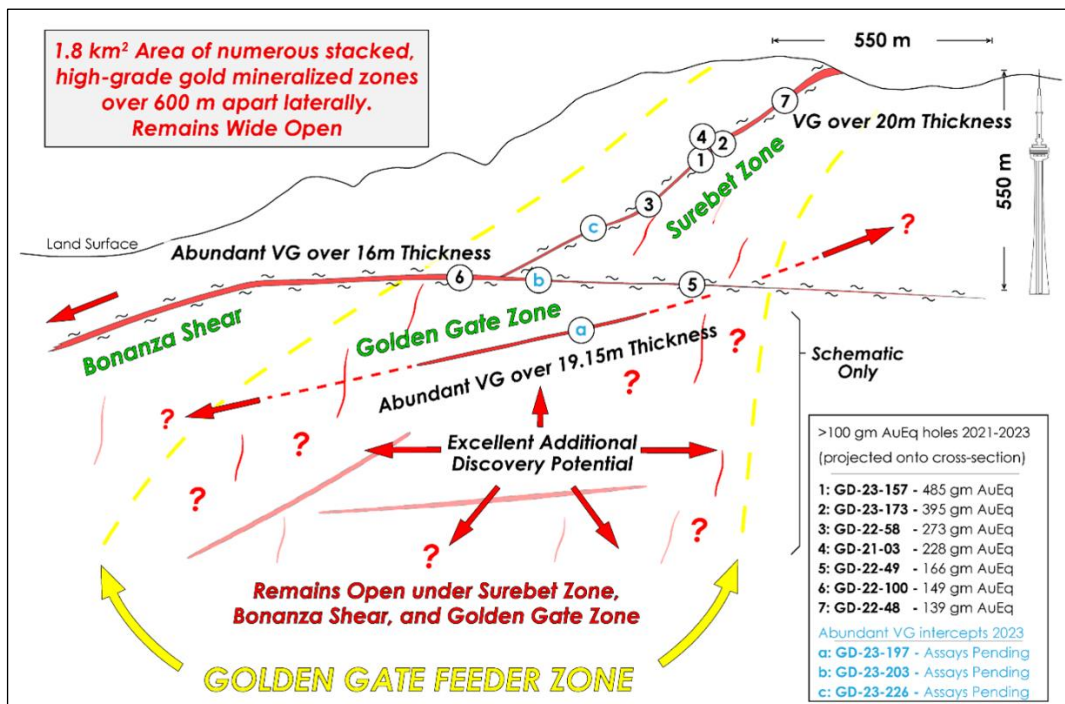 1.8 km² Area of numerous stacked,
high-grade gold mineralized zones
over 600 m apart laterally.
Remains Wide Open
550 m
7
VG over 20m Thickness
4
2
1
Surebet Zone
550 m
3
c
?
Land Surface
Abundant VG over 16m Thickness
6
b
5
Bonanza Shear
Golden Gate Zone
a
Abundant VG over 19.15m Thickness
?
?
?
?
Schematic
Only
Excellent Additional
Discovery Potential
?
?
?
?
Remains Open under Surebet Zone,
Bonanza Shear, and Golden Gate Zone
GOLDEN GATE FEEDER ZONE
>100 gm AuEq holes 2021-2023
(projected onto cross-section)
1: GD-23-157 - 485 gm AuEq
2: GD-23-173 - 395 gm AuEq
3: GD-22-58 - 273 gm AuEq
4: GD-21-03 - 228 gm AuEq
5: GD-22-49 - 166 gm AuEq
6: GD-22-100 - 149 gm AuEq
7: GD-22-48 - 139 gm AuEq
Abundant VG intercepts 2023
a: GD-23-197 - Assays Pending
b: GD-23-203 - Assays Pending
c: GD-23-226 - Assays Pending